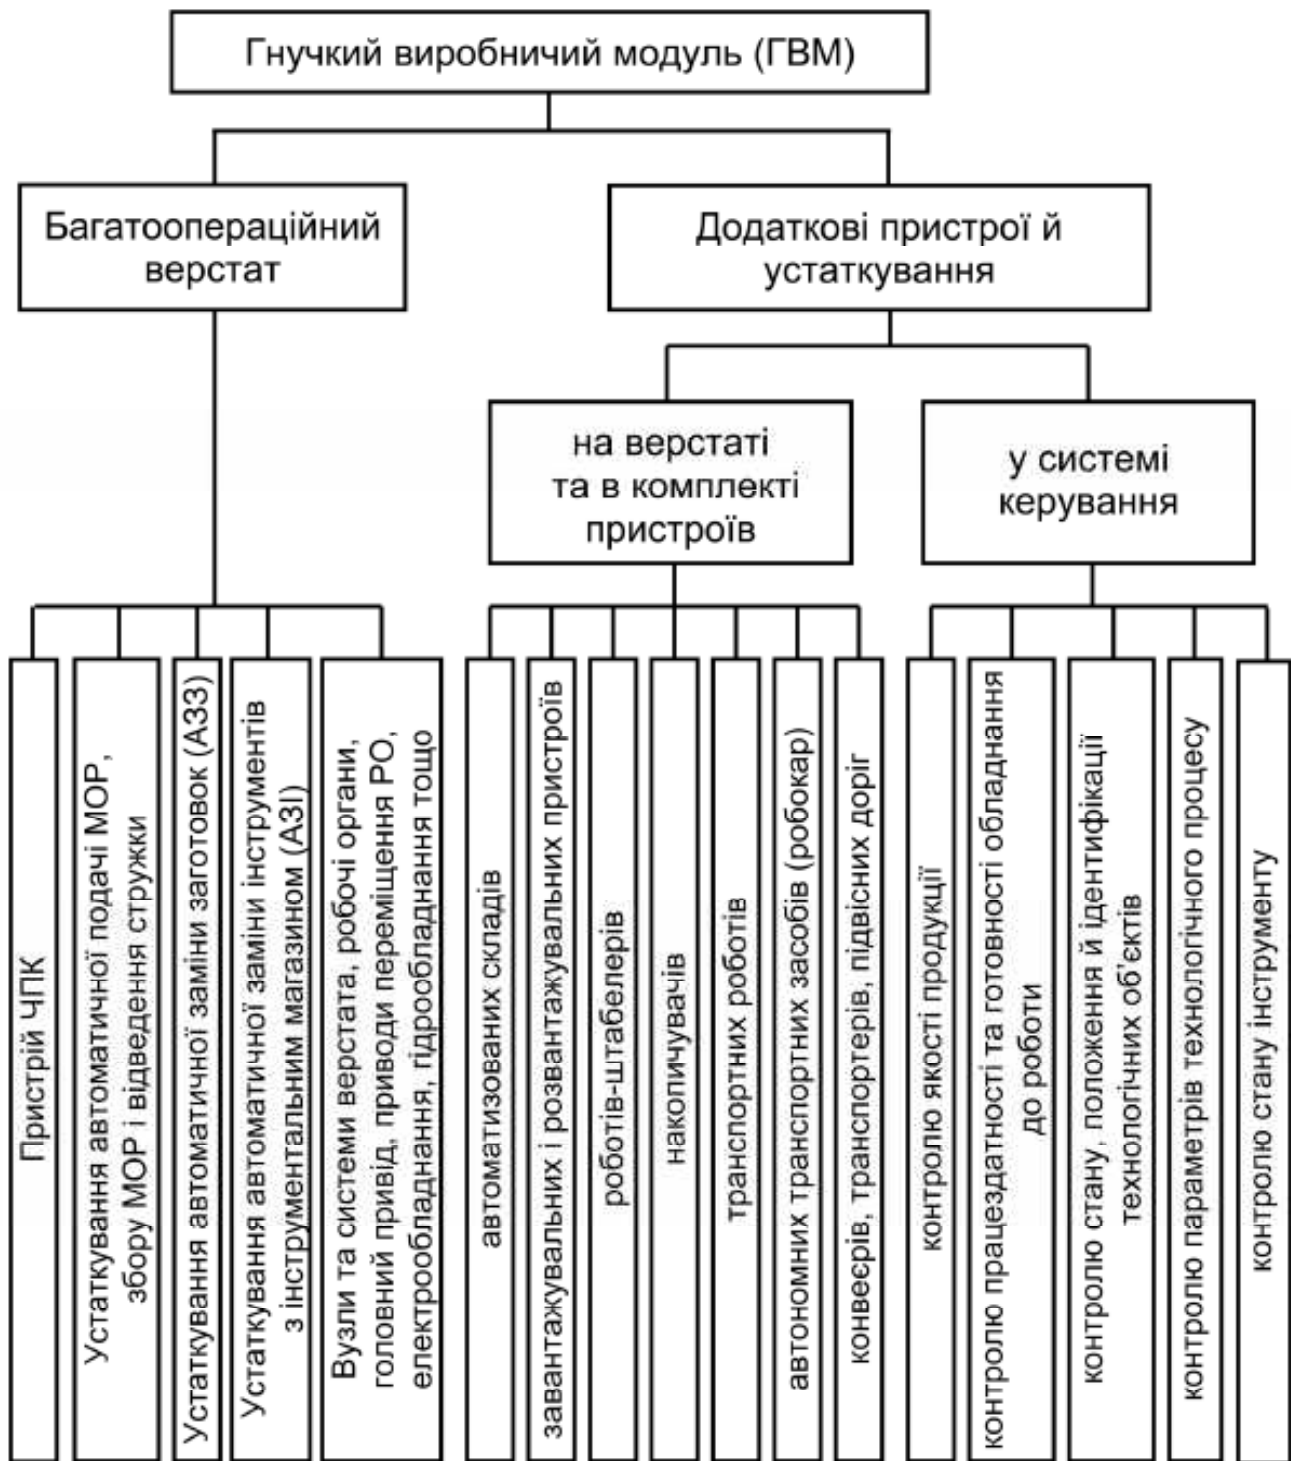 Гнучкий виробничий модуль (ГВМ)
Багатоопераційний
верстат
Додаткові пристрої й
устаткування
на верстаті
та в комплекті
пристроїв
у системі
керування
Пристрій ЧПК
Устаткування автоматичної подачі МОР,
збору МОР і відведення стружки
Устаткування автоматичної заміни заготовок (АЗЗ)
Устаткування автоматичної заміни інструментів
з інструментальним магазином (АЗІ)
Вузли та системи верстата, робочі органи,
головний привід, приводи переміщення РО,
електрообладнання, гідрообладнання тощо
автоматизованих складів
завантажувальних і розвантажувальних пристроїв
роботів-штабелерів
накопичувачів
транспортних роботів
автономних транспортних засобів (робокар)
конвеєрів, транспортерів, підвісних доріг
контролю якості продукції
контролю працездатності та готовності обладнання
до роботи
контролю стану, положення й ідентифікації
технологічних об'єктів
контролю параметрів технологічного процесу
контролю стану інструменту